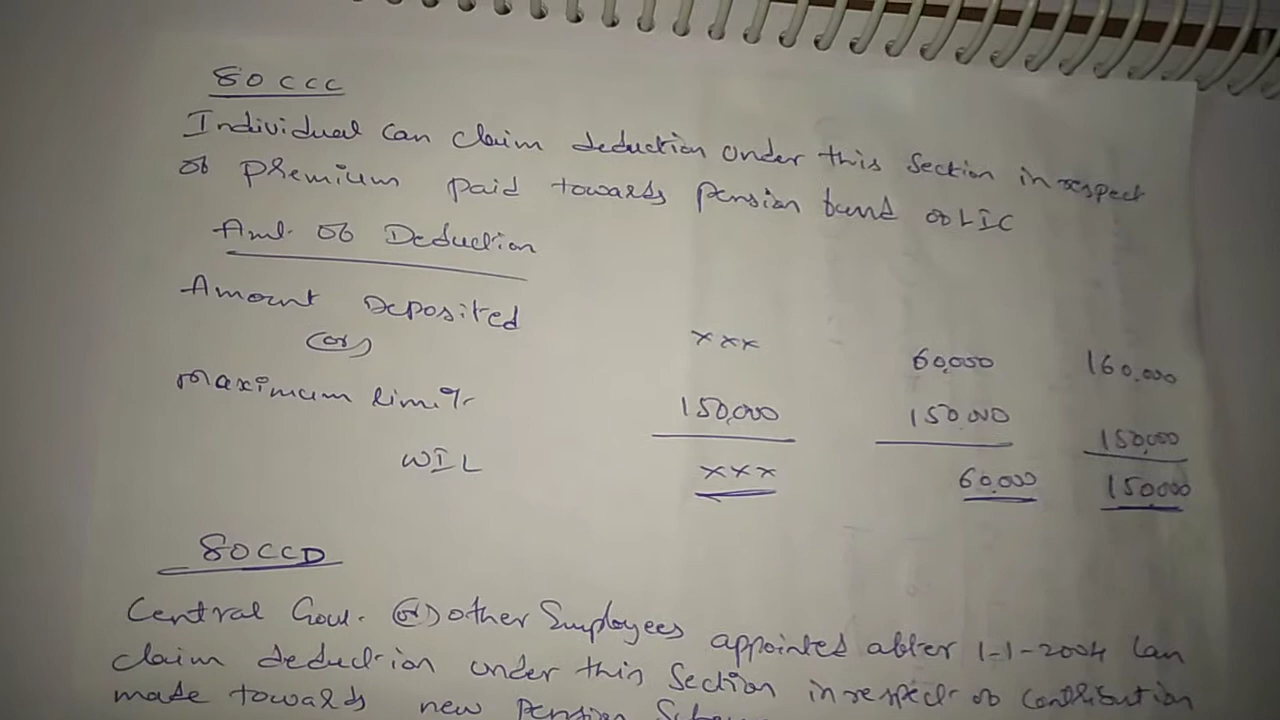 80CCC
Individual can claim deduction under this section in respect
of premium paid towards pension fund of LIC
Amt. of Deduction
Amount Deposited xxx 60,000 160,000
(or)
Maximum limit 150,000 150,000 150,000
WIL xxx 60,000 150,000
80CCD
Central Govt. (or) other Employees appointed after 1-1-2004 can
claim deduction under this section in respect of contribution
made towards new pension